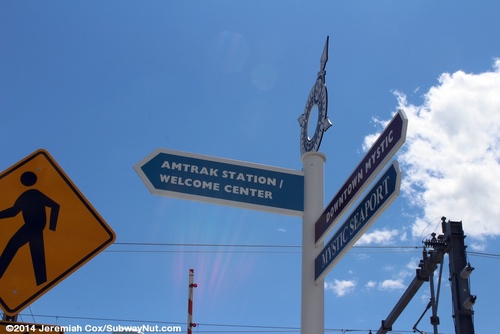 AMTRAK STATION/
WELCOME CENTER
DOWNTOWN MYSTIC
MYSTIC SEAPORT
©2014 Jeremiah Cox/SubwayNut.com